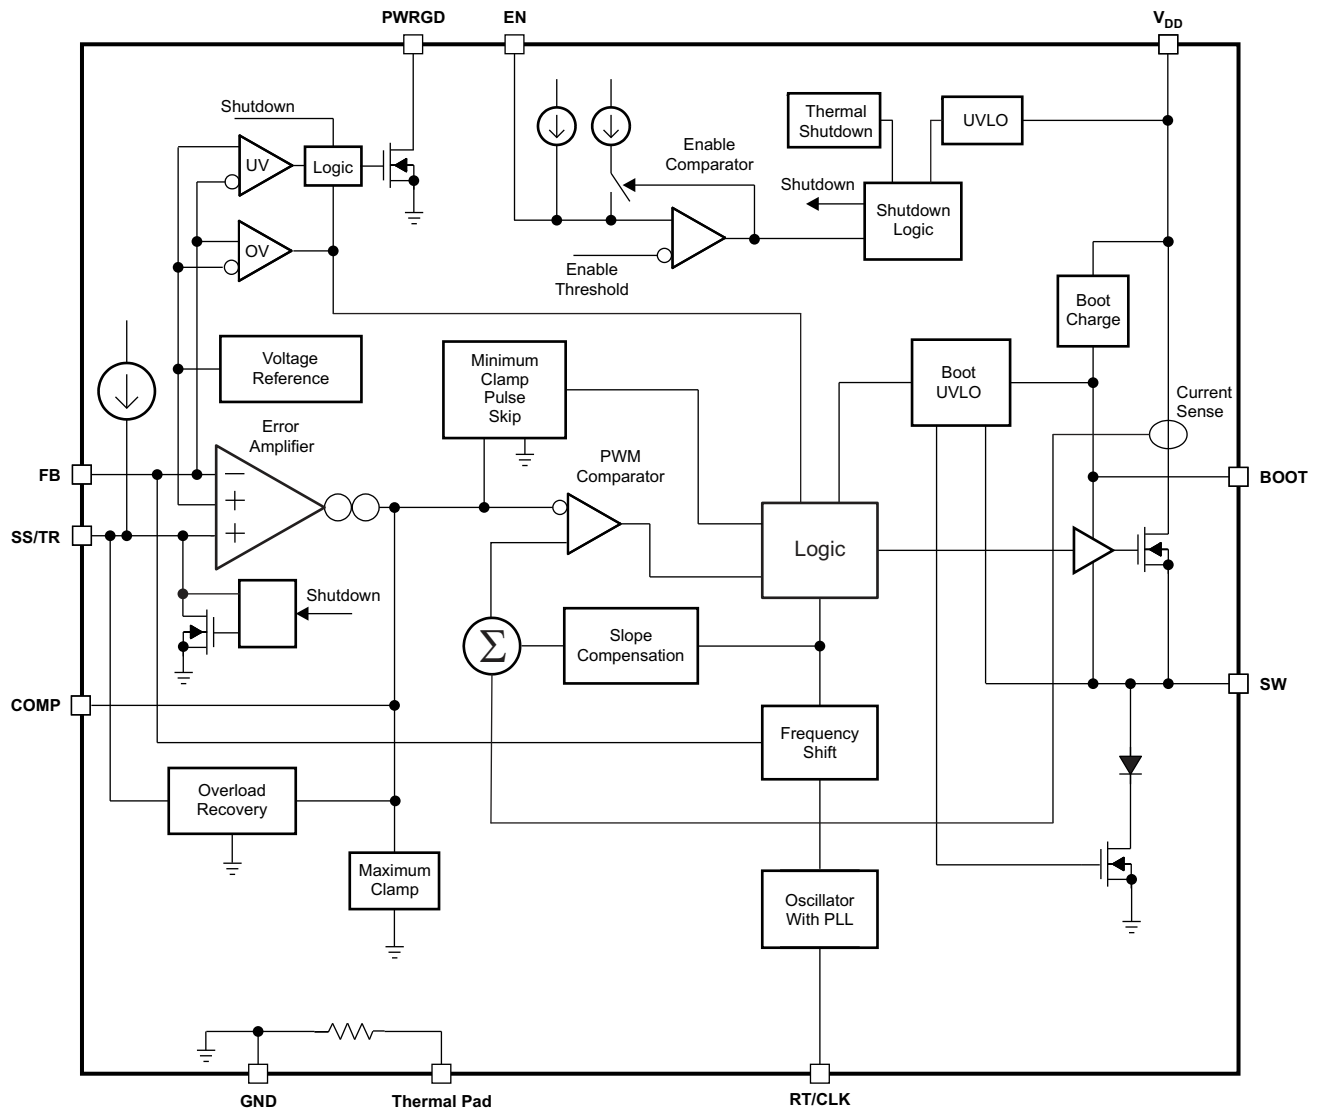 PWRGD
EN
VDD
Shutdown
Thermal
Shutdown
UVLO
UV
Logic
Enable
Comparator
Shutdown
Shutdown
Logic
OV
Enable
Threshold
Boot
Charge
Voltage
Reference
Minimum
Clamp
Pulse
Skip
Boot
UVLO
Current
Sense
Error
Amplifier
PWM
Comparator
FB
−
+
+
BOOT
SS/TR
Logic
Shutdown
Σ
Slope
Compensation
SW
COMP
Frequency
Shift
Overload
Recovery
Maximum
Clamp
Oscillator
With PLL
GND
Thermal Pad
RT/CLK